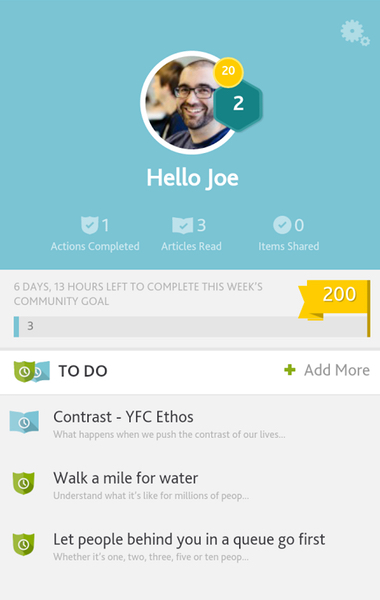 20
2
Hello Joe
1
Actions Completed
3
Articles Read
0
Items Shared
6 DAYS, 13 HOURS LEFT TO COMPLETE THIS WEEK'S
COMMUNITY GOAL
200
3
TO DO
Add More
Contrast - YFC Ethos
What happens when we push the contrast of our lives...
Walk a mile for water
Understand what it's like for millions of peop...
Let people behind you in a queue go first
Whether it's one, two, three, five or ten peop...